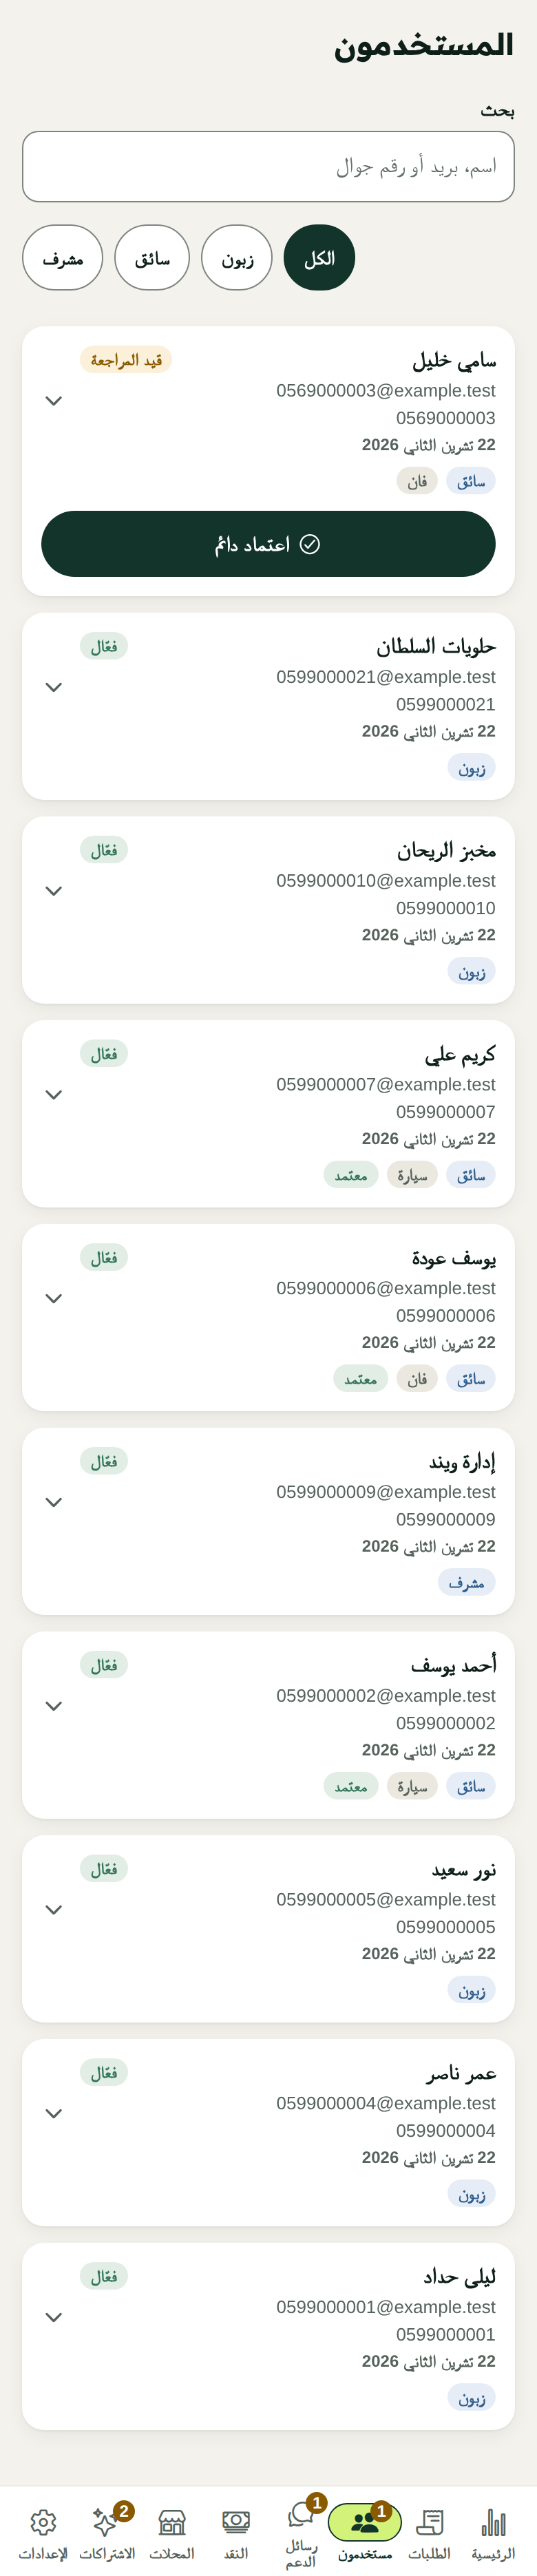 المستخدمون
بحث
اسم، بريد أو رقم جوال
الكل
زبون
سائق
مشرف
سامي خليل
قيد المراجعة
0569000003@example.test
0569000003
22 تشرين الثاني 2026
سائق
فان
اعتماد دائم
حلويات السلطان
فعّال
0599000021@example.test
0599000021
22 تشرين الثاني 2026
زبون
مخبز الريحان
فعّال
0599000010@example.test
0599000010
22 تشرين الثاني 2026
زبون
كريم علي
فعّال
0599000007@example.test
0599000007
22 تشرين الثاني 2026
سائق
سيارة
معتمد
يوسف عودة
فعّال
0599000006@example.test
0599000006
22 تشرين الثاني 2026
سائق
فان
معتمد
إدارة ويند
فعّال
0599000009@example.test
0599000009
22 تشرين الثاني 2026
مشرف
أحمد يوسف
فعّال
0599000002@example.test
0599000002
22 تشرين الثاني 2026
سائق
سيارة
معتمد
نور سعيد
فعّال
0599000005@example.test
0599000005
22 تشرين الثاني 2026
زبون
عمر ناصر
فعّال
0599000004@example.test
0599000004
22 تشرين الثاني 2026
زبون
ليلى حداد
فعّال
0599000001@example.test
0599000001
22 تشرين الثاني 2026
زبون
الرئيسية
الطلبات
1
مستخدمون
1
رسائل
الدعم
النقد
المحلات
2
الاشتراكات
الإعدادات